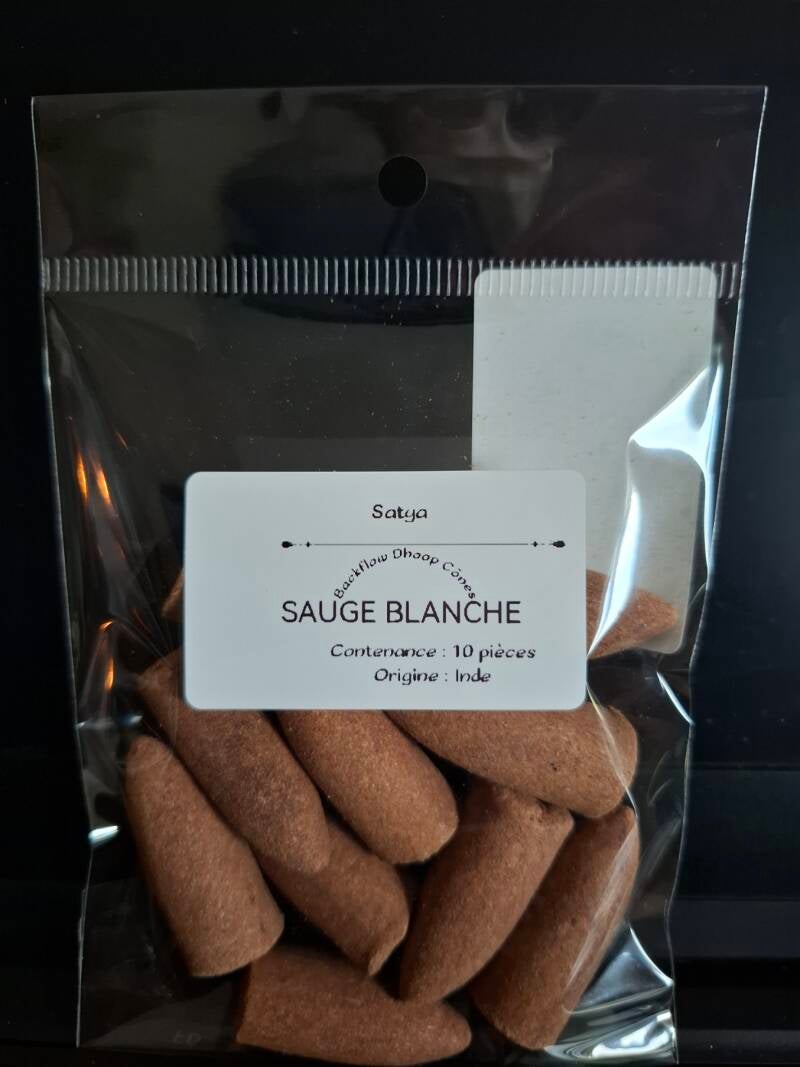 Satya
Backflow Dhoop Cônes
SAUGE BLANCHE
Contenance : 10 pièces
Origine : Inde